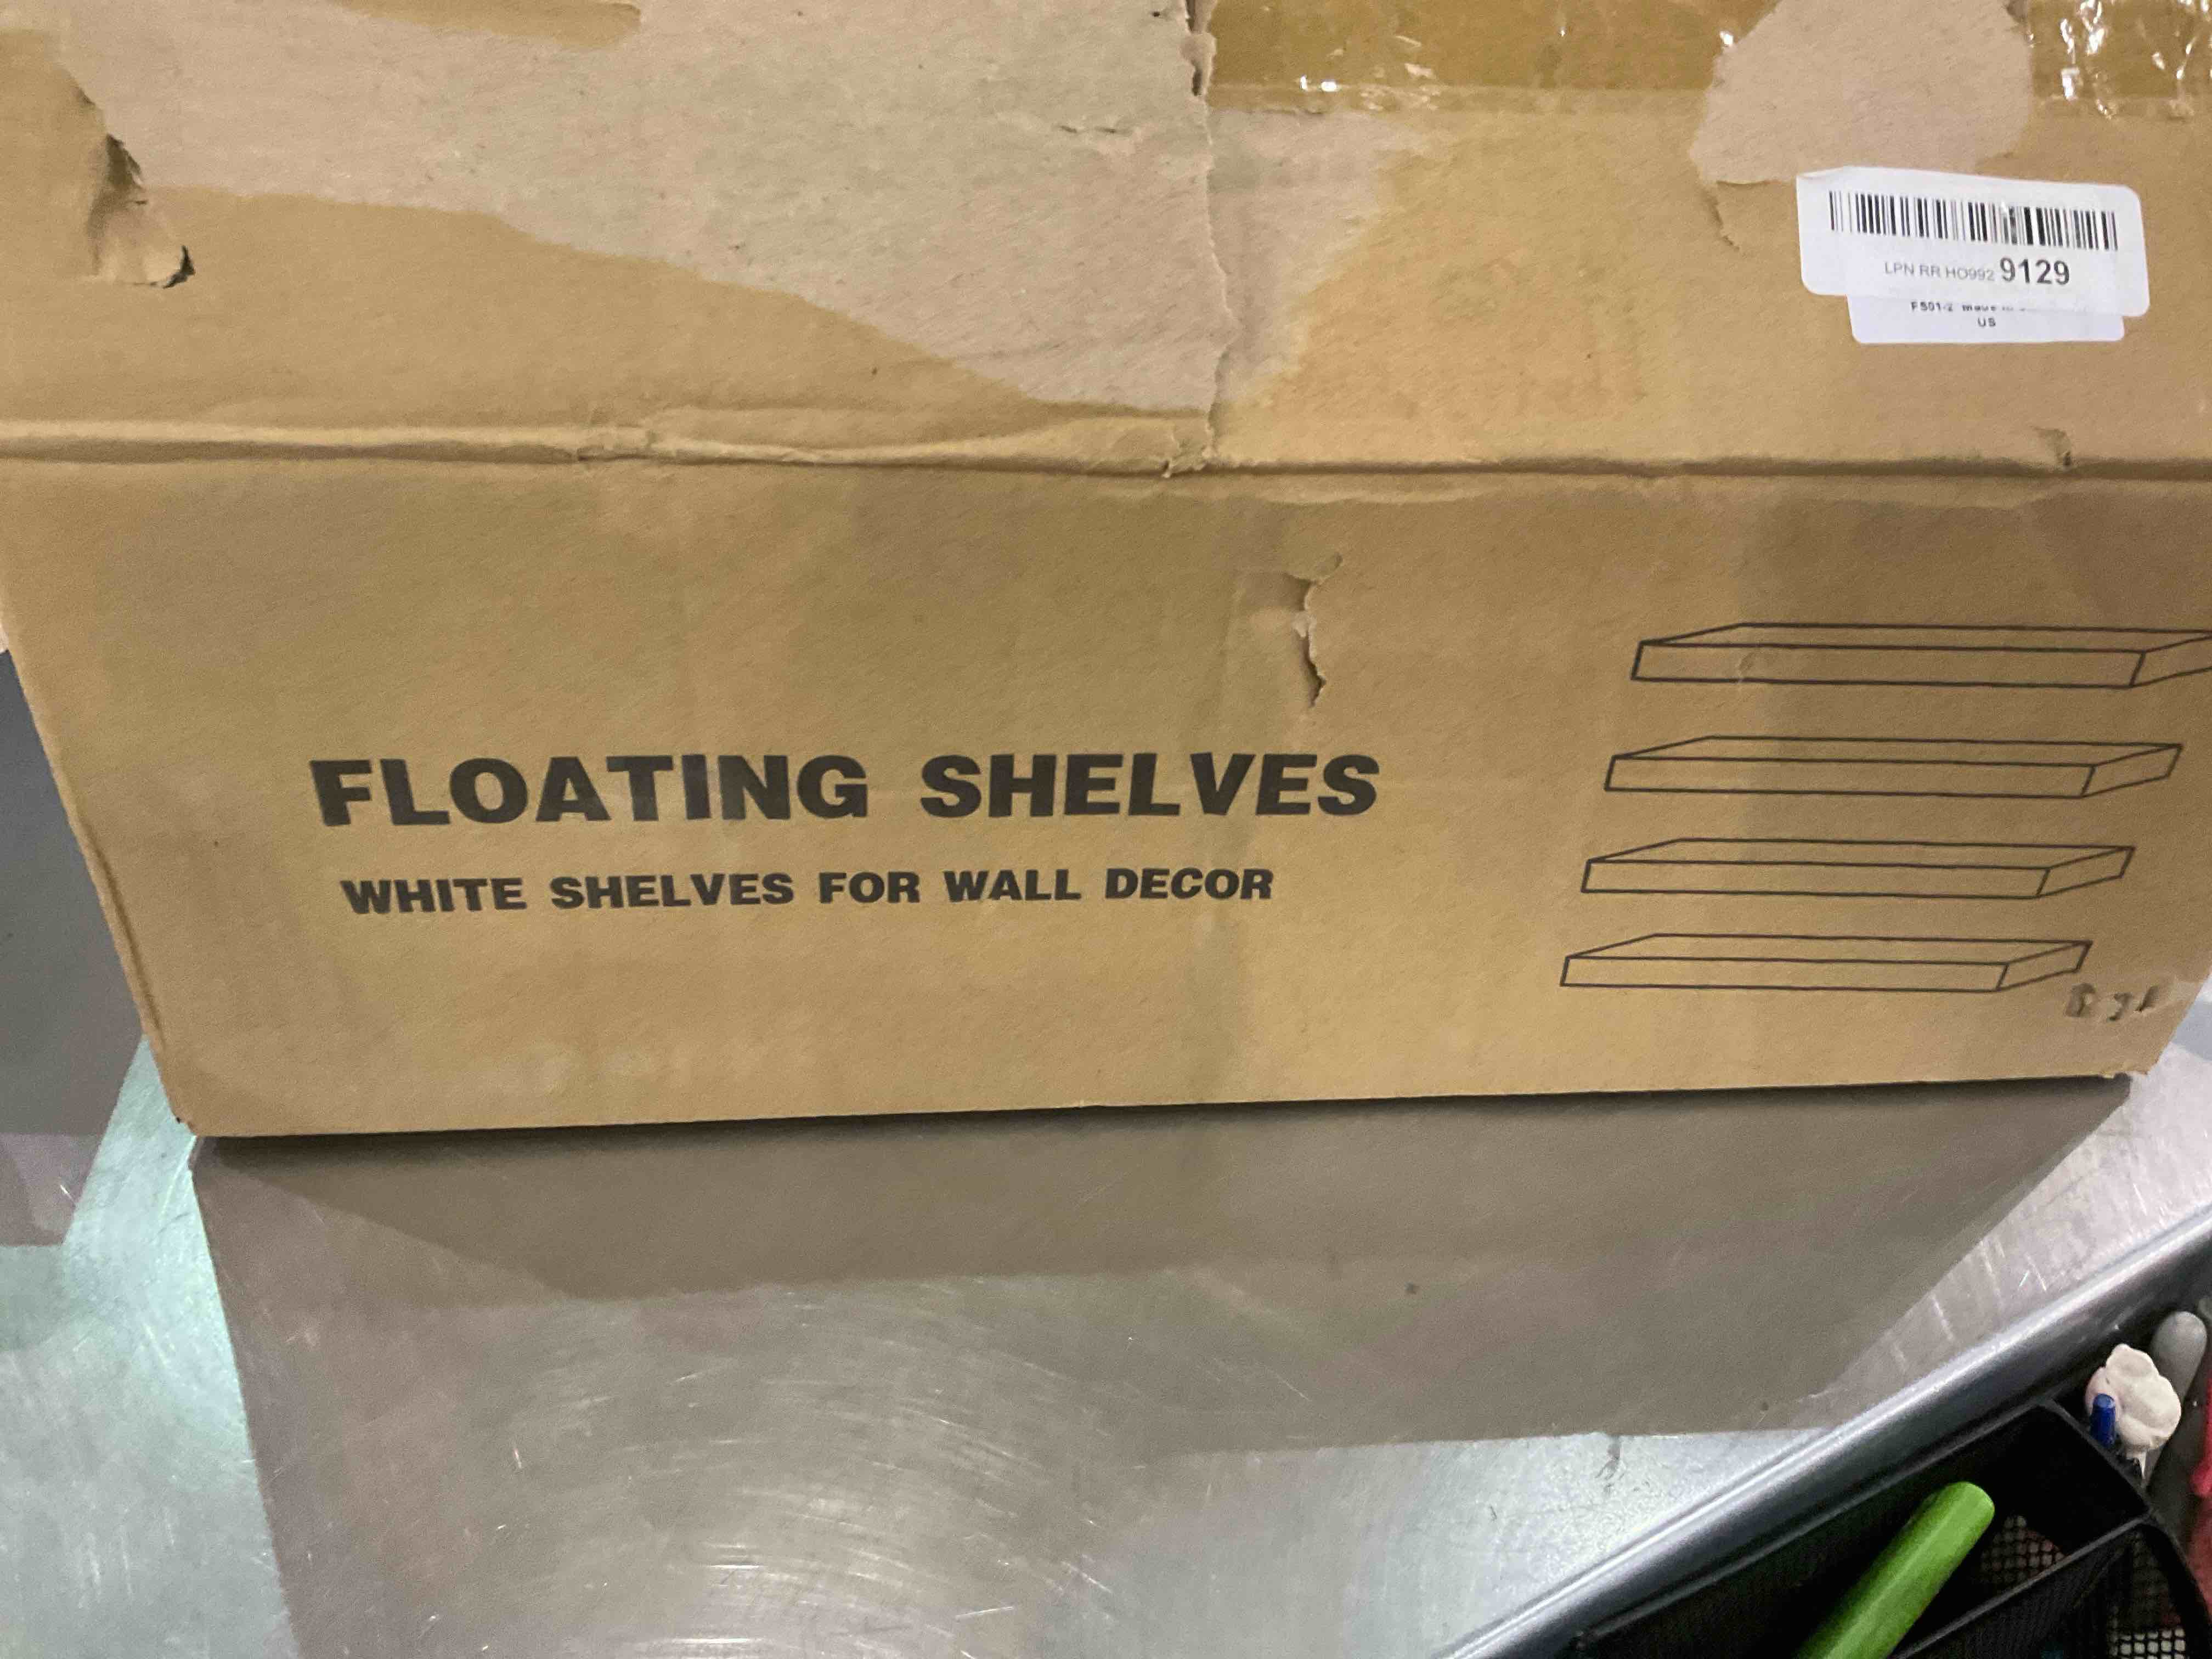 LPN RR HO992 9129
US
FLOATING SHELVES
WHITE SHELVES FOR WALL DECOR